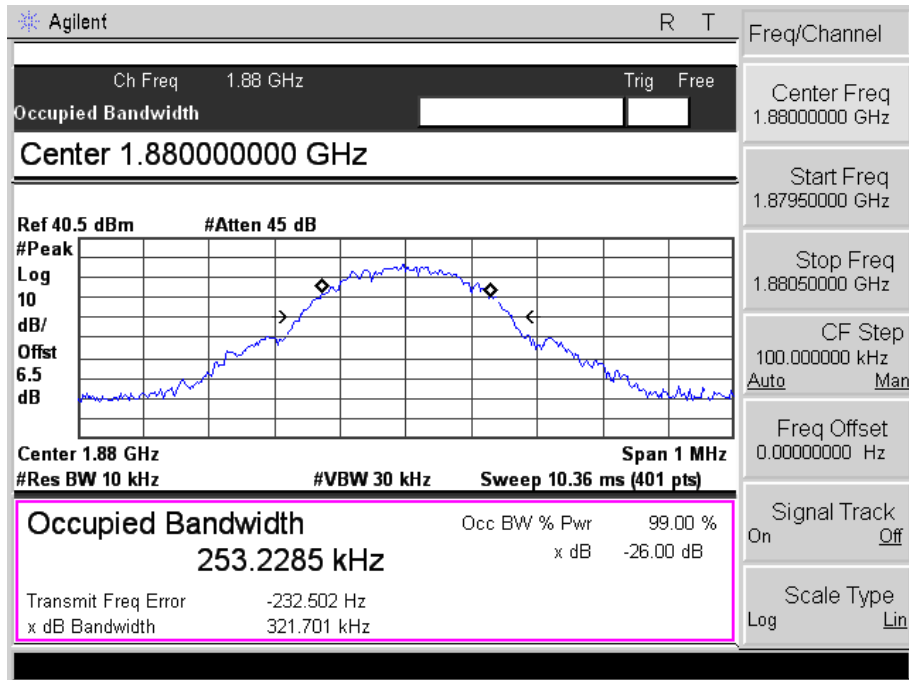 Agilent
R T
Ch Freq 1.88 GHz Trig Free
Occupied Bandwidth
Center 1.880000000 GHz
Ref 40.5 dBm #Atten 45 dB
#Peak
Log
10
dB/
Offst
6.5
dB
Center 1.88 GHz Span 1 MHz
#Res BW 10 kHz #VBW 30 kHz Sweep 10.36 ms (401 pts)
Occupied Bandwidth Occ BW % Pwr 99.00 %
253.2285 kHz x dB -26.00 dB
Transmit Freq Error -232.502 Hz
x dB Bandwidth 321.701 kHz
Freq/Channel
Center Freq
1.88000000 GHz
Start Freq
1.87950000 GHz
Stop Freq
1.88050000 GHz
CF Step
100.000000 kHz
Auto Man
Freq Offset
0.00000000 Hz
Signal Track
On Off
Scale Type
Log Lin